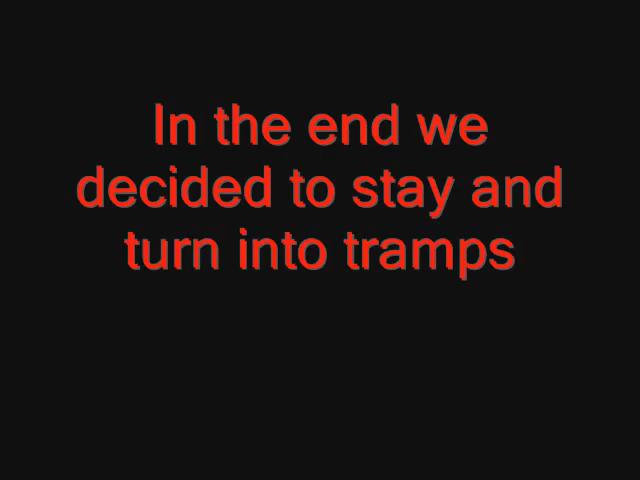 In the end we
decided to stay and
turn into tramps